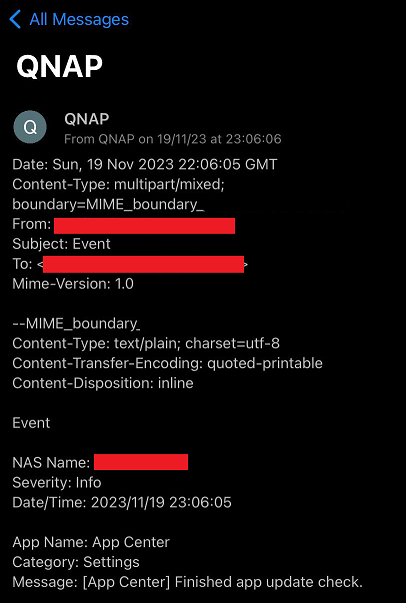 All Messages
QNAP
Q
QNAP
From QNAP on 19/11/23 at 23:06:06
Date: Sun, 19 Nov 2023 22:06:05 GMT
Content-Type: multipart/mixed;
boundary=MIME_boundary_
From:
Subject: Event
To: < >
Mime-Version: 1.0
--MIME_boundary_
Content-Type: text/plain; charset=utf-8
Content-Transfer-Encoding: quoted-printable
Content-Disposition: inline
Event
NAS Name:
Severity: Info
Date/Time: 2023/11/19 23:06:05
App Name: App Center
Category: Settings
Message: [App Center] Finished app update check.